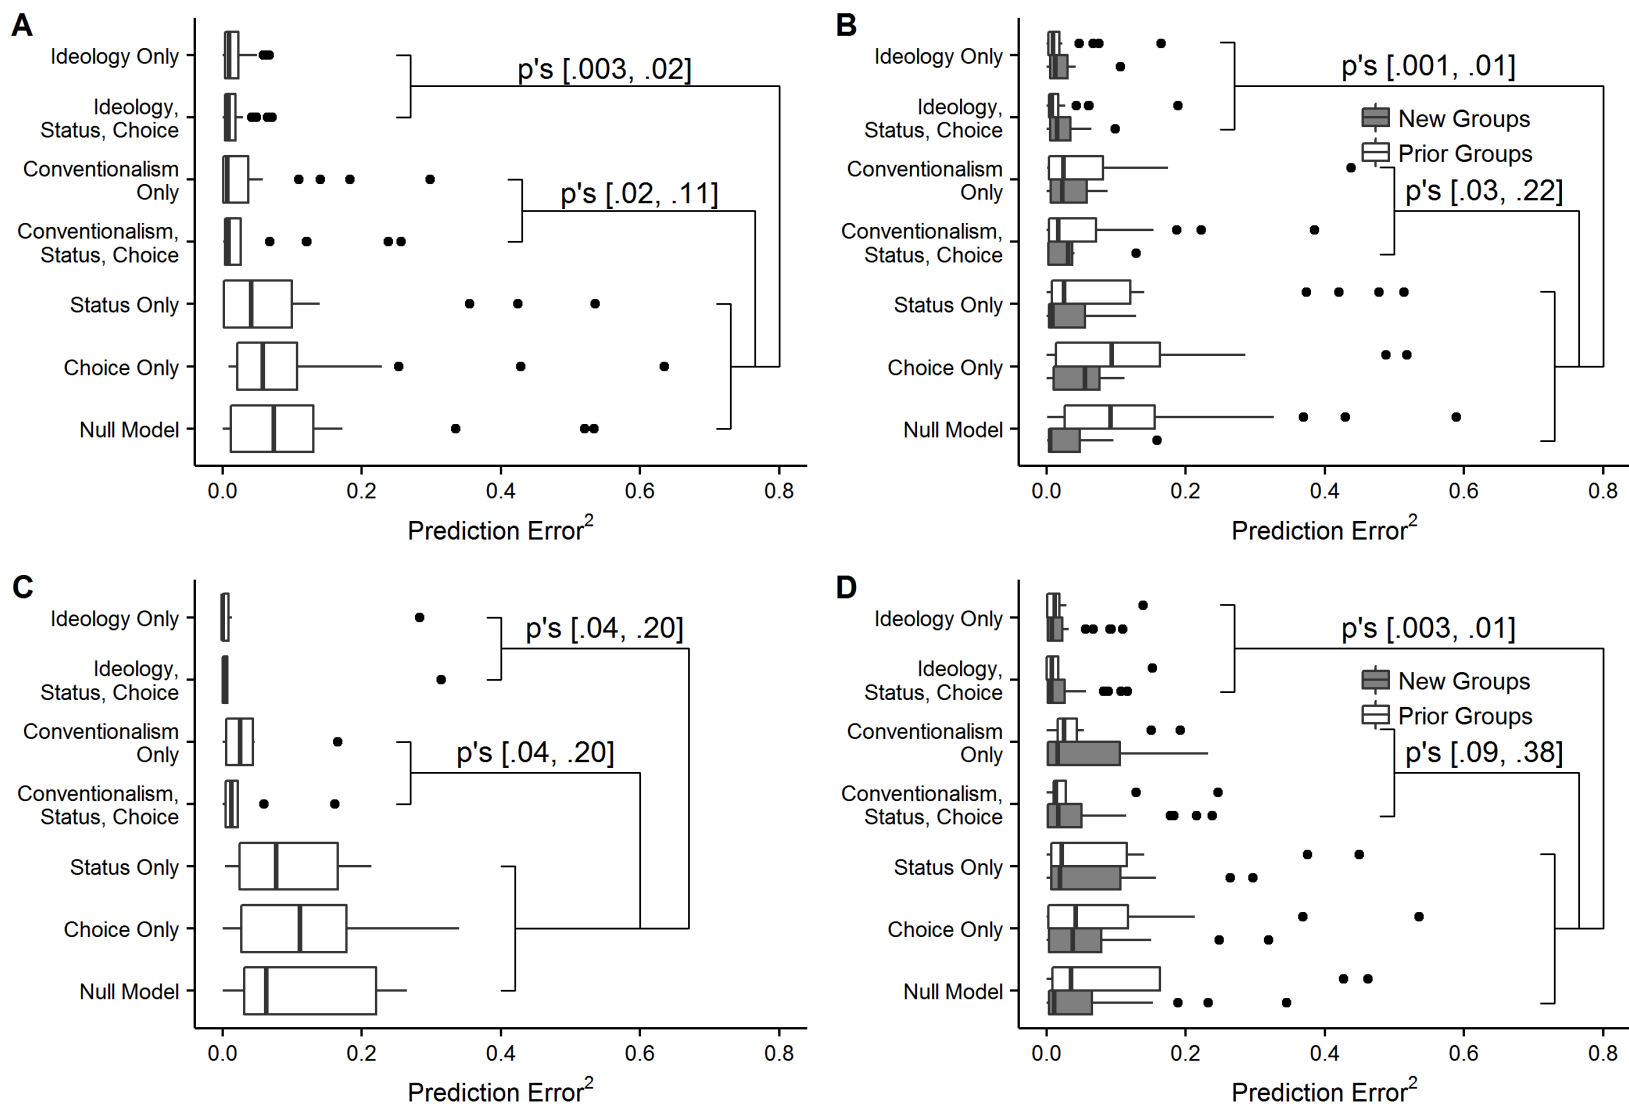 A
Ideology Only
Ideology,
Status, Choice
Conventionalism
Only
Conventionalism,
Status, Choice
Status Only
Choice Only
Null Model
p's [.003, .02]
p's [.02, .11]
0.0 0.2 0.4 0.6 0.8
Prediction Error²
B
Ideology Only
Ideology,
Status, Choice
Conventionalism
Only
Conventionalism,
Status, Choice
Status Only
Choice Only
Null Model
p's [.001, .01]
New Groups
Prior Groups
p's [.03, .22]
0.0 0.2 0.4 0.6 0.8
Prediction Error²
C
Ideology Only
Ideology,
Status, Choice
Conventionalism
Only
Conventionalism,
Status, Choice
Status Only
Choice Only
Null Model
p's [.04, .20]
p's [.04, .20]
0.0 0.2 0.4 0.6 0.8
Prediction Error²
D
Ideology Only
Ideology,
Status, Choice
Conventionalism
Only
Conventionalism,
Status, Choice
Status Only
Choice Only
Null Model
p's [.003, .01]
New Groups
Prior Groups
p's [.09, .38]
0.0 0.2 0.4 0.6 0.8
Prediction Error²